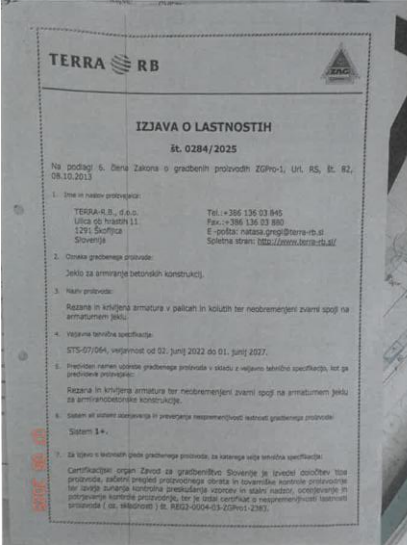 TERRA RB
ZAG
IZJAVA O LASTNOSTIH
št. 0284/2025
Na podlagi 6. člena Zakona o gradbenih proizvodih ZGPro-1, Url. RS, št. 82,
08.10.2013
1. Ime in naslov proizvajalca:
TERRA-R.B., d.o.o.
Ulica ob hrastih 11
1291 Škofljica
Slovenija
Tel.:+386 136 03 845
Fax.:+386 136 03 880
E -pošta: natasa.gregl@terra-rb.si
Spletna stran: http://www.terra-rb.si/
2. Oznaka gradbenega proizvoda:
Jeklo za armiranje betonskih konstrukcij.
3. Naziv proizvoda:
Rezana in krivljena armatura v palicah in kolutih ter neobremenjeni zvarni spoji na
armaturnem jeklu.
4. Veljavna tehnična specifikacija:
STS-07/064, veljavnost od 02. junij 2022 do 01. junij 2027.
5. Predviden namen uporabe gradbenega proizvoda v skladu z veljavno tehnično specifikacijo, kot ga
predvideva proizvajalec:
Rezana in krivljena armatura ter neobremenjeni zvarni spoji na armaturnem jeklu
za armiranobetonske konstrukcije.
6. Sistem ali sistemi ocenjevanja in preverjanja nespremenljivosti lastnosti gradbenega proizvoda:
Sistem 1+.
7. Za izjavo o lastnostih glede gradbenega proizvoda, za katerega velja tehnična specifikacija:
Certifikacijski organ Zavod za gradbeništvo Slovenije je izvedel določitev tipa
proizvoda, začetni pregled proizvodnega obrata in tovarniške kontrole proizvodnje
ter izvaja zunanja kontrolna preskušanja vzorcev in stalni nadzor, ocenjevanje in
potrjevanje kontrole proizvodnje, ter je izdal certifikat o nespremenljivosti lastnosti
proizvoda ( oz. skladnosti ) št. REG2-0004-03-ZGPro1-2383.